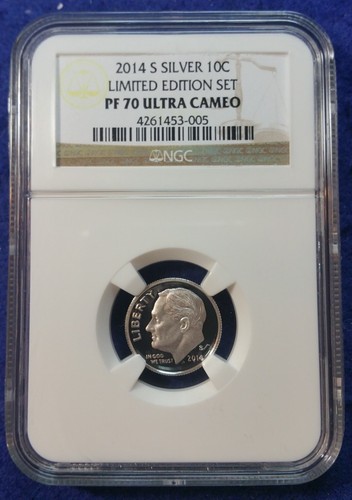 2014 S SILVER 10C
LIMITED EDITION SET
PF 70 ULTRA CAMEO
4261453-005
NGC
LIBERTY
IN GOD
WE TRUST
S
2014